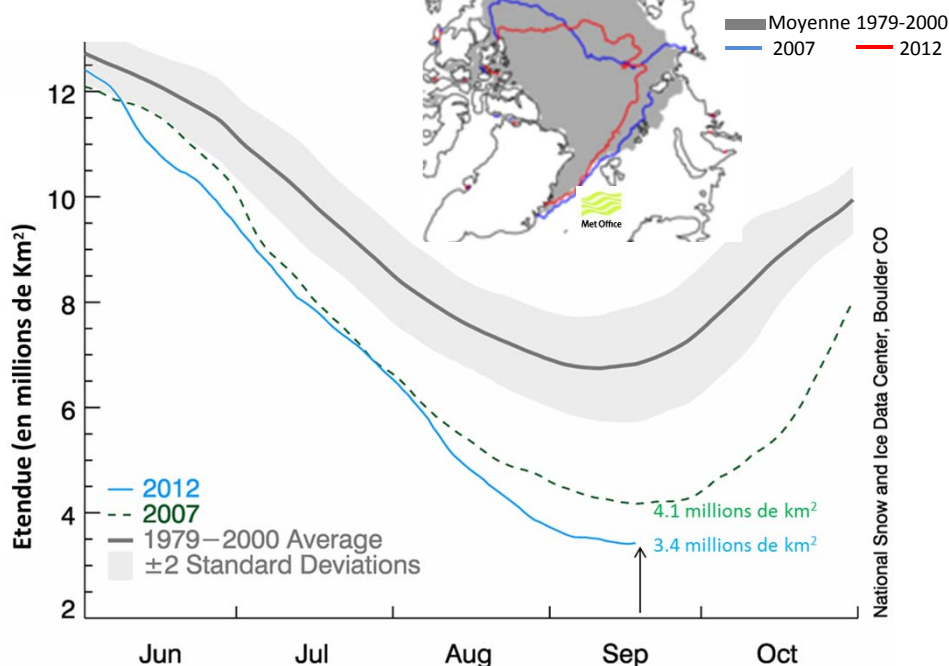 Moyenne 1979-2000
2007 2012
Met Office
Etendue (en millions de Km²)
12
10
8
6
4
2
2012
2007
1979–2000 Average
±2 Standard Deviations
4.1 millions de km²
3.4 millions de km²
Jun Jul Aug Sep Oct
National Snow and Ice Data Center, Boulder CO